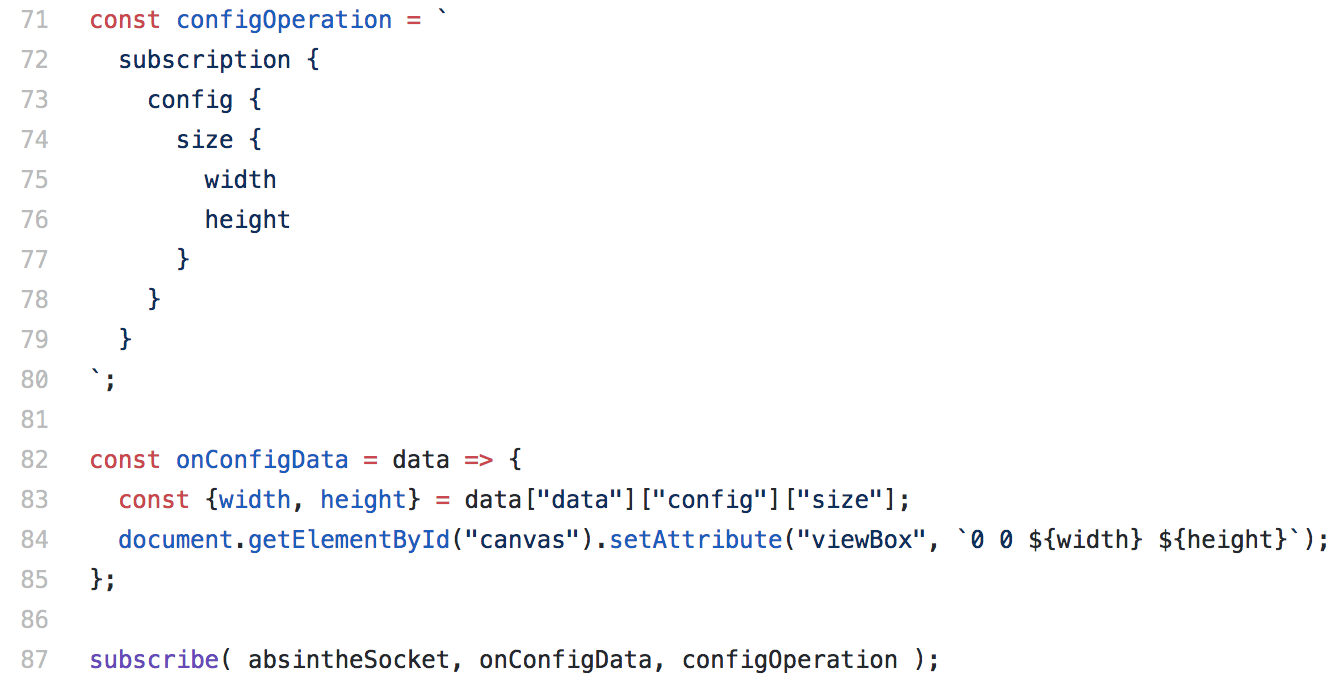 71 const configOperation = `
72   subscription {
73     config {
74       size {
75         width
76         height
77       }
78     }
79   }
80 `;
81
82 const onConfigData = data => {
83   const {width, height} = data["data"]["config"]["size"];
84   document.getElementById("canvas").setAttribute("viewBox", `0 0 ${width} ${height}`);
85 };
86
87 subscribe( absintheSocket, onConfigData, configOperation );